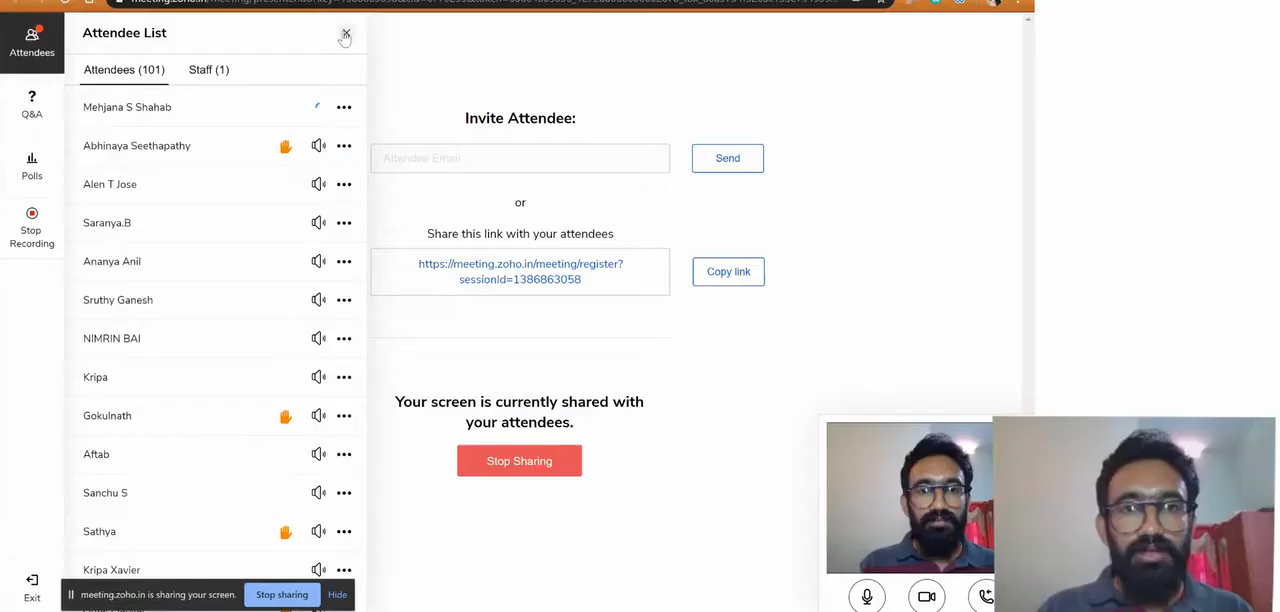 Attendee List
Attendees
Attendees (101)
Staff (1)
Mehjana S Shahab
Q&A
Abhinaya Seethapathy
Polls
Alen T Jose
Stop
Recording
Saranya.B
Ananya Anil
Sruthy Ganesh
NIMRIN BAI
Kripa
Gokulnath
Aftab
Sanchu S
Sathya
Kripa Xavier
Exit
Invite Attendee:
Attendee Email...
Send
or
Share this link with your attendees
https://meeting.zoho.in/meeting/register?
sessionId=1386863058
Copy link
Your screen is currently shared with
your attendees.
Stop Sharing
meeting.zoho.in is sharing your screen.
Stop sharing
Hide